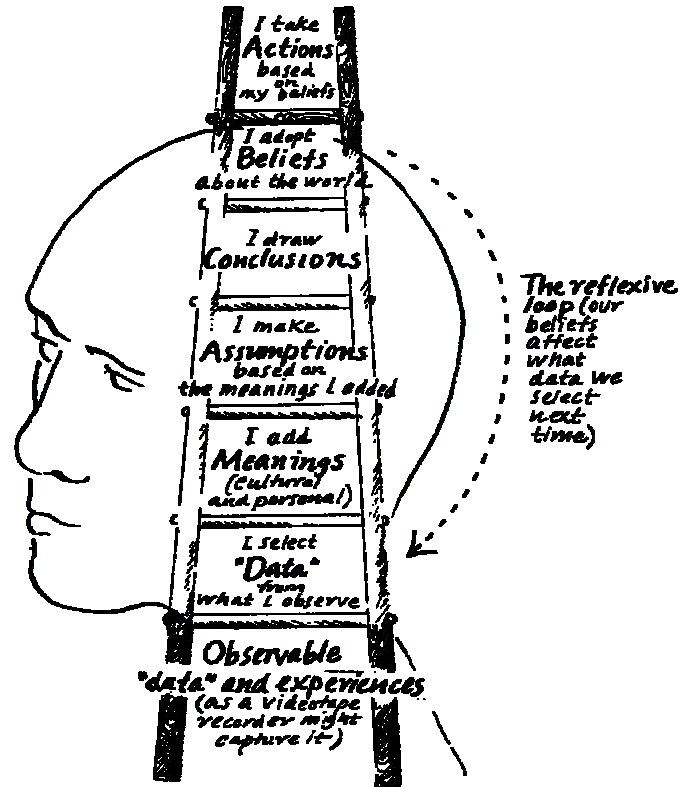 I take
Actions
based
on
my beliefs
I adopt
Beliefs
about the world
I draw
Conclusions
I make
Assumptions
based on
the meanings I added
I add
Meanings
(cultural
and personal)
I select
"Data"
from
what I observe
Observable
"data" and experiences
(as a videotape
recorder might
capture it)
The reflexive
loop (our
beliefs
affect
what
data we
select
next
time)